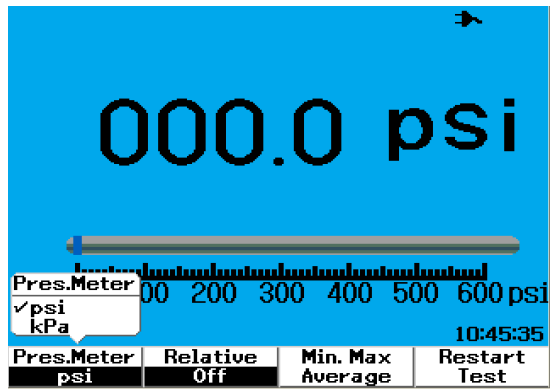 000.0 psi
00 200 300 400 500 600 psi
Pres.Meter
✓psi
kPa
10:45:35
Pres.Meter Relative Min. Max Restart
psi Off Average Test